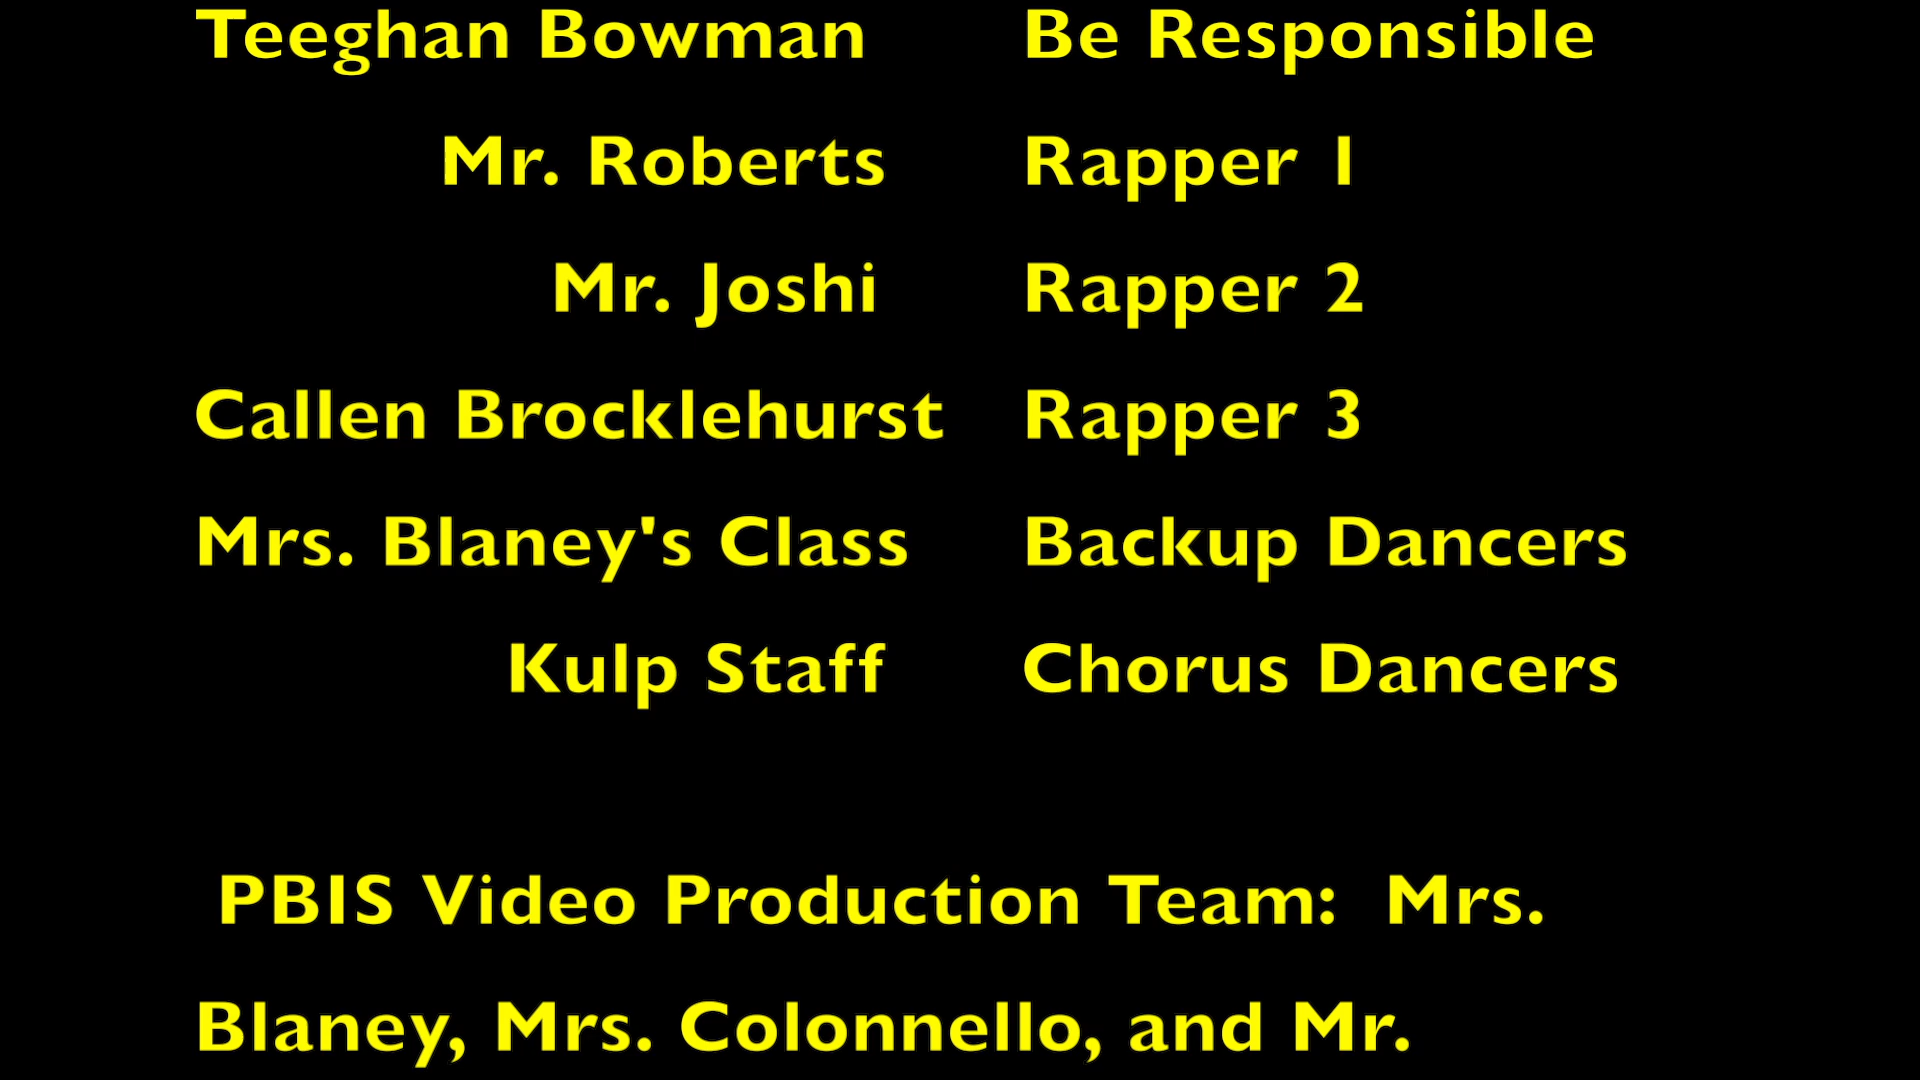 Teeghan Bowman Be Responsible
Mr. Roberts Rapper 1
Mr. Joshi Rapper 2
Callen Brocklehurst Rapper 3
Mrs. Blaney's Class Backup Dancers
Kulp Staff Chorus Dancers
PBIS Video Production Team: Mrs.
Blaney, Mrs. Colonnello, and Mr.